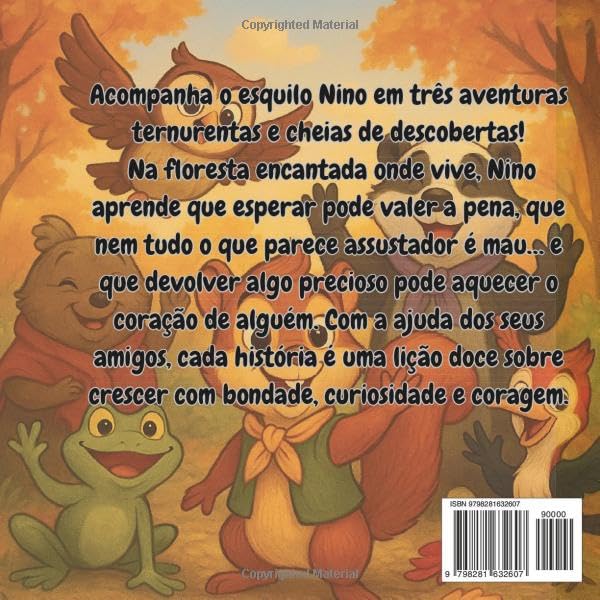 Copyrighted Material
Acompanha o esquilo Nino em três aventuras
ternurentas e cheias de descobertas!
Na floresta encantada onde vive, Nino
aprende que esperar pode valer a pena, que
nem tudo o que parece assustador é mau... e
que devolver algo precioso pode aquecer o
coração de alguém. Com a ajuda dos seus
amigos, cada história é uma lição doce sobre
crescer com bondade, curiosidade e coragem.
ISBN 9798281632607
90000
9 798281 632607
Copyrighted Material